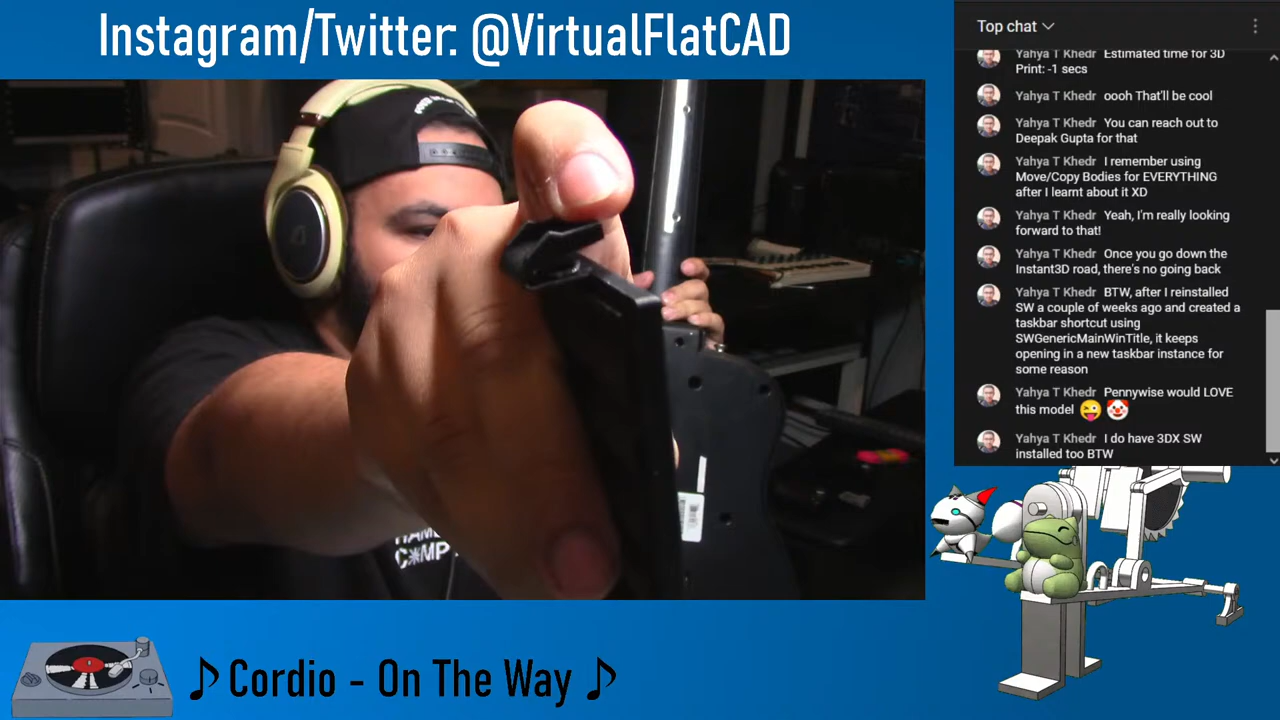 Instagram/Twitter: @VirtualFlatCAD
Top chat
Yahya T Khedr Estimated time for 3D
Print: -1 secs
Yahya T Khedr oooh That'll be cool
Yahya T Khedr You can reach out to
Deepak Gupta for that
Yahya T Khedr I remember using
Move/Copy Bodies for EVERYTHING
after I learnt about it XD
Yahya T Khedr Yeah, I'm really looking
forward to that!
Yahya T Khedr Once you go down the
Instant3D road, there's no going back
Yahya T Khedr BTW, after I reinstalled
SW a couple of weeks ago and created a
taskbar shortcut using
SWGenericMainWinTitle, it keeps
opening in a new taskbar instance for
some reason
Yahya T Khedr Pennywise would LOVE
this model 😜 🤡
Yahya T Khedr I do have 3DX SW
installed too BTW
♪ Cordio - On The Way ♪